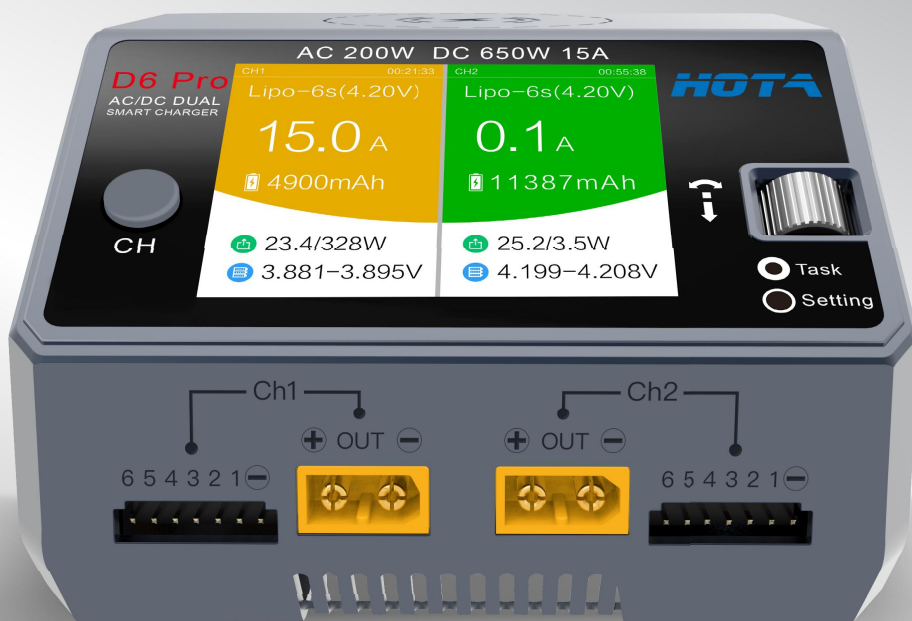 AC 200W DC 650W 15A
D6 Pro
AC/DC DUAL
SMART CHARGER
CH
CH1 00:21:33
Lipo-6s(4.20V)
15.0 A
4900mAh
23.4/328W
3.881-3.895V
CH2 00:55:38
Lipo-6s(4.20V)
0.1 A
11387mAh
25.2/3.5W
4.199-4.208V
HOTA
Task
Setting
Ch1
+ OUT -
6 5 4 3 2 1 -
Ch2
+ OUT -
6 5 4 3 2 1 -